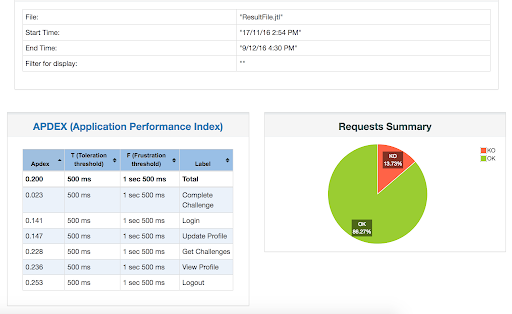 File: "ResultFile.jtl"
Start Time: "17/11/16 2:54 PM"
End Time: "9/12/16 4:30 PM"
Filter for display: ""
APDEX (Application Performance Index)
Apdex T (Toleration threshold) F (Frustration threshold) Label
0.200 500 ms 1 sec 500 ms Total
0.023 500 ms 1 sec 500 ms Complete Challenge
0.141 500 ms 1 sec 500 ms Login
0.147 500 ms 1 sec 500 ms Update Profile
0.228 500 ms 1 sec 500 ms Get Challenges
0.236 500 ms 1 sec 500 ms View Profile
0.253 500 ms 1 sec 500 ms Logout
Requests Summary
KO
13.73%
OK
86.27%
KO
OK